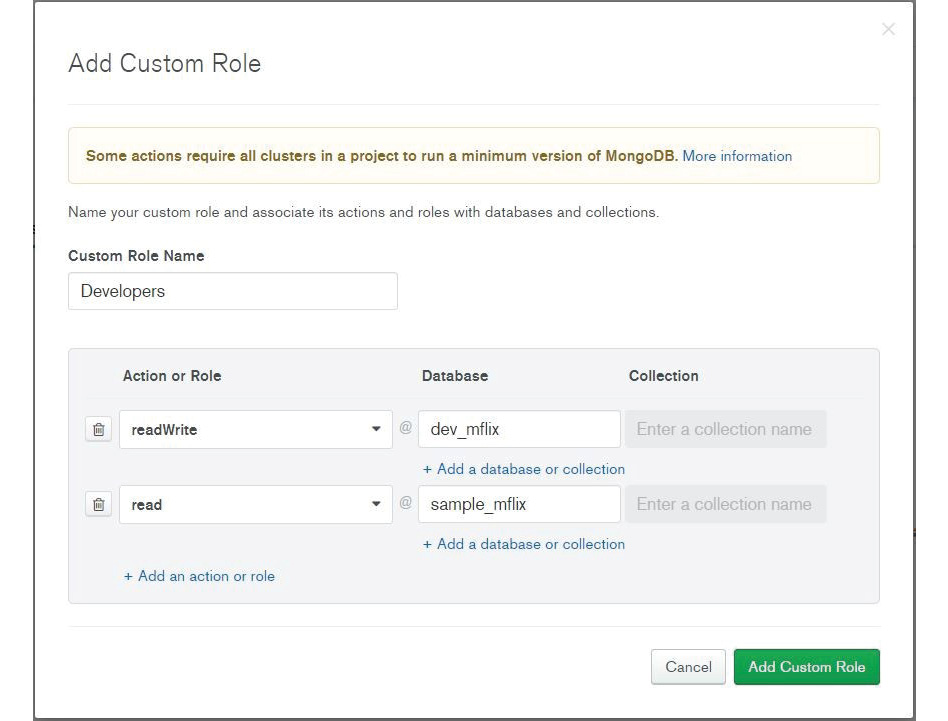 Add Custom Role
Some actions require all clusters in a project to run a minimum version of MongoDB. More information
Name your custom role and associate its actions and roles with databases and collections.
Custom Role Name
Developers
Action or Role Database Collection
readWrite @ dev_mflix Enter a collection name
+ Add a database or collection
read @ sample_mflix Enter a collection name
+ Add a database or collection
+ Add an action or role
Cancel Add Custom Role